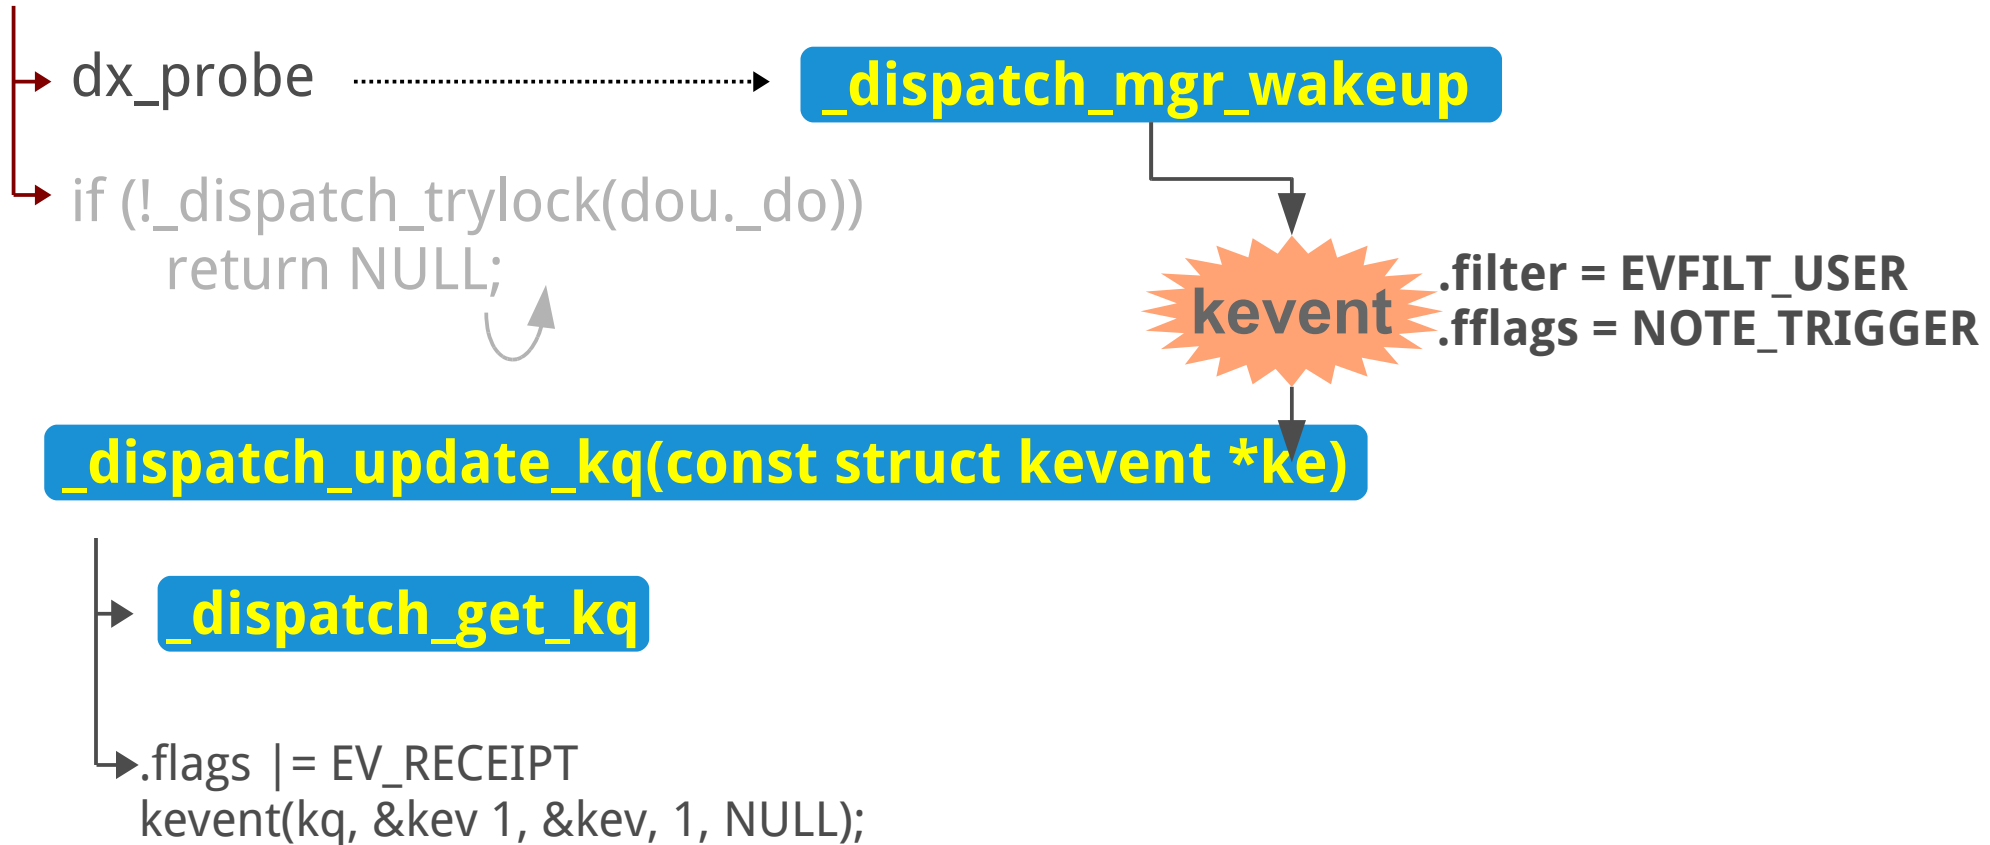 dx_probe
_dispatch_mgr_wakeup
if (!_dispatch_trylock(dou._do))
return NULL;
kevent
.filter = EVFILT_USER
.fflags = NOTE_TRIGGER
_dispatch_update_kq(const struct kevent *ke)
_dispatch_get_kq
.flags |= EV_RECEIPT
kevent(kq, &kev 1, &kev, 1, NULL);